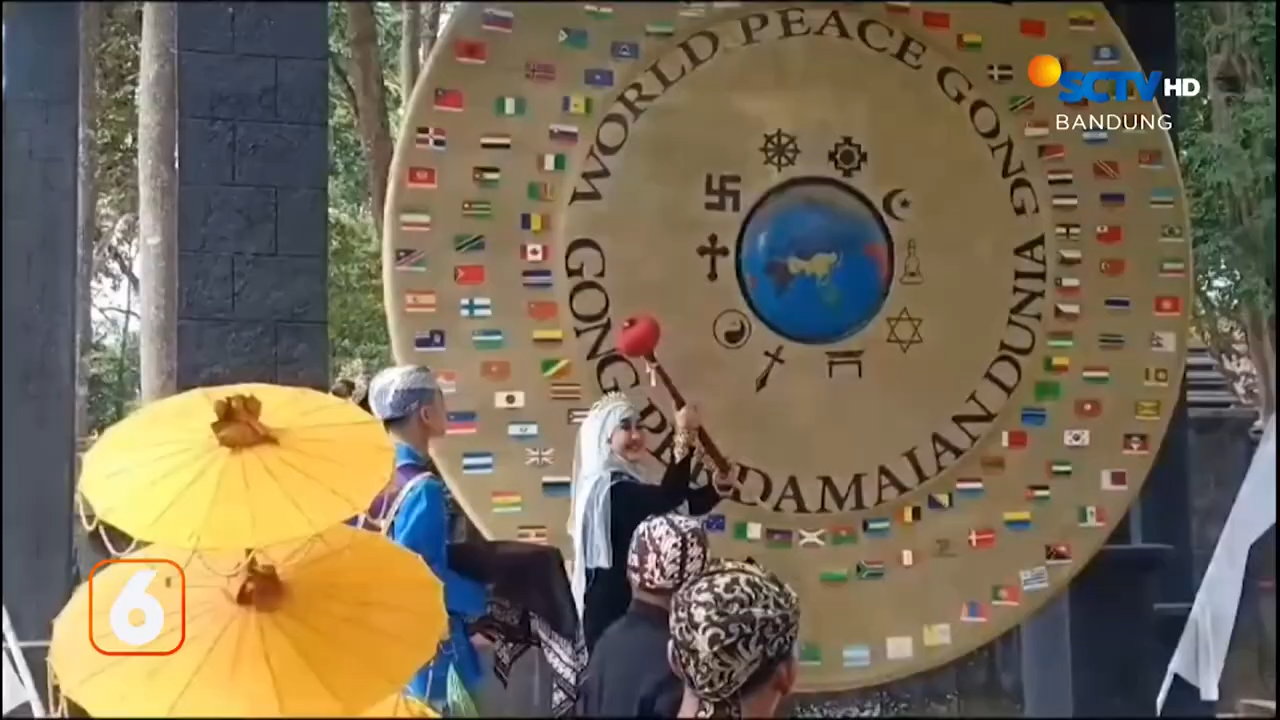 WORLD PEACE GONG
GONG PERDAMAIAN DUNIA
SCTV HD
BANDUNG
6